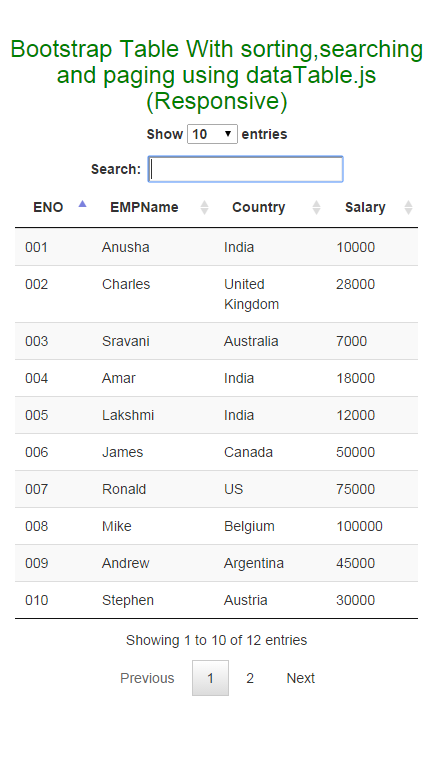 Bootstrap Table With sorting,searching
and paging using dataTable.js
(Responsive)
Show 10 entries
Search:
ENO EMPName Country Salary
001 Anusha India 10000
002 Charles United Kingdom 28000
003 Sravani Australia 7000
004 Amar India 18000
005 Lakshmi India 12000
006 James Canada 50000
007 Ronald US 75000
008 Mike Belgium 100000
009 Andrew Argentina 45000
010 Stephen Austria 30000
Showing 1 to 10 of 12 entries
Previous 1 2 Next